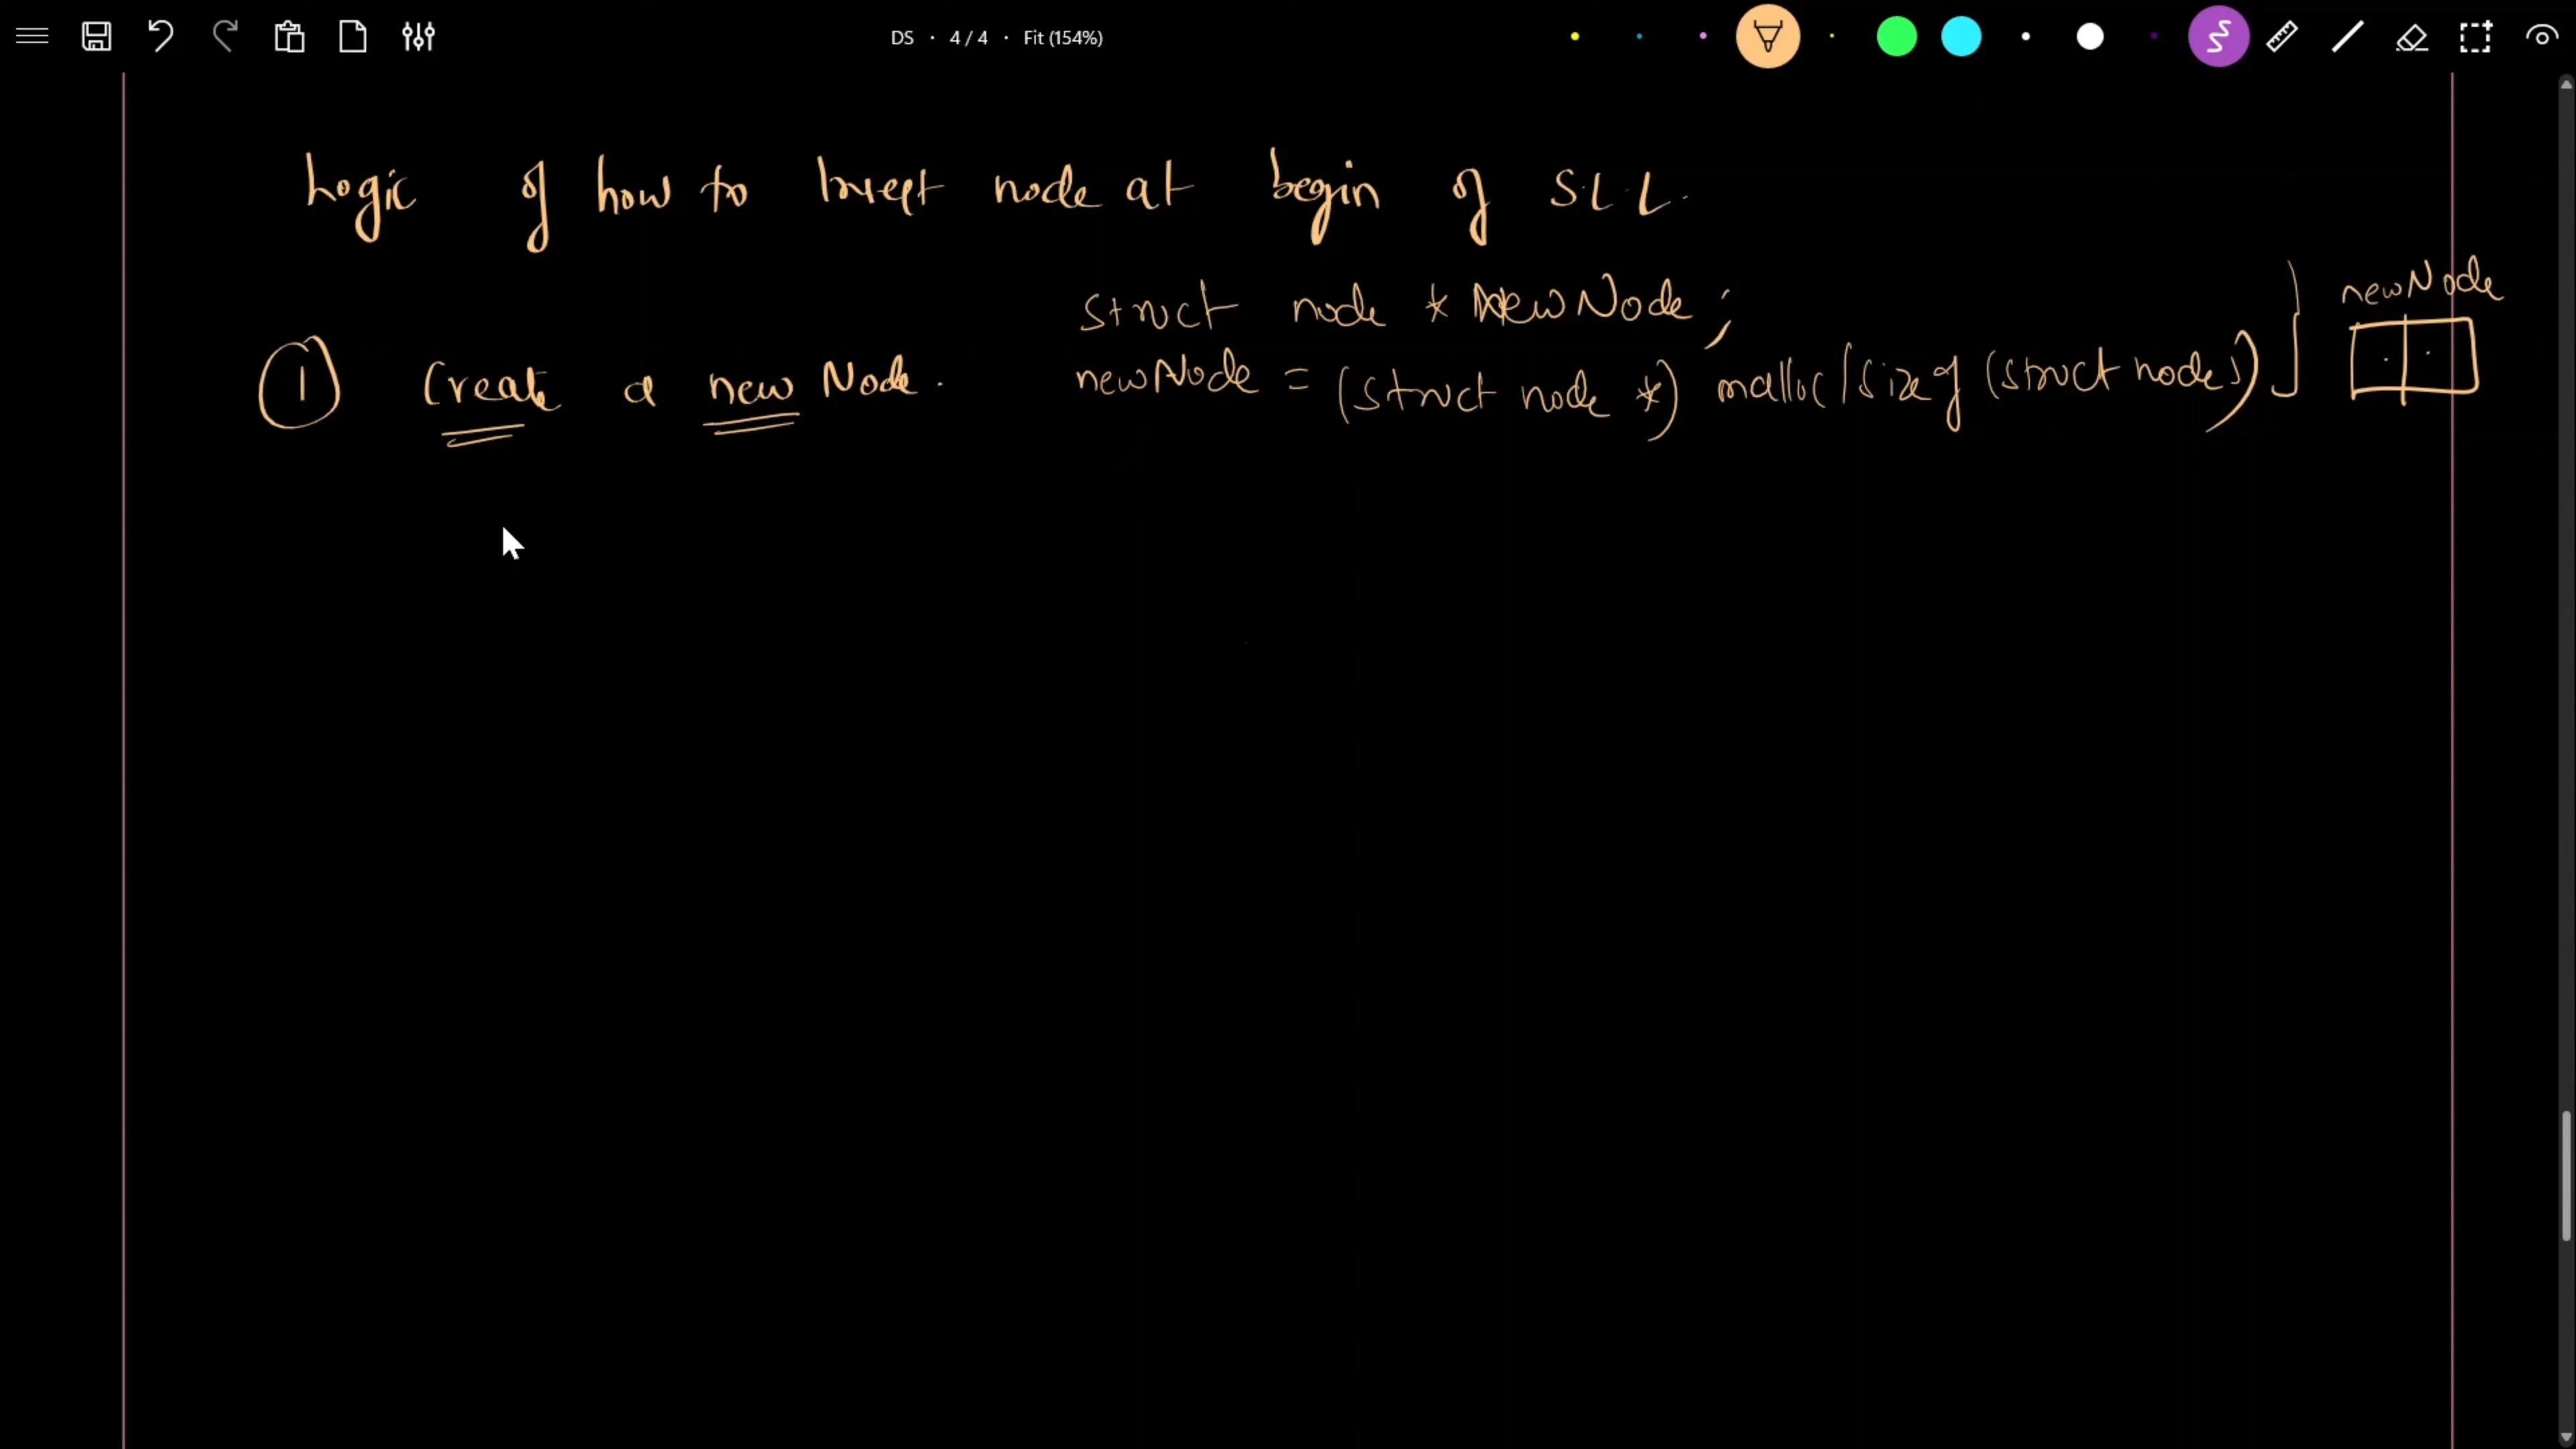 DS · 4 / 4 · Fit (154%)
Logic of how to Insert node at begin of S.L.L.
struct node * NewNode ;
newNode
① Create a new Node.
newNode = (struct node *) malloc(sizeof (struct node))